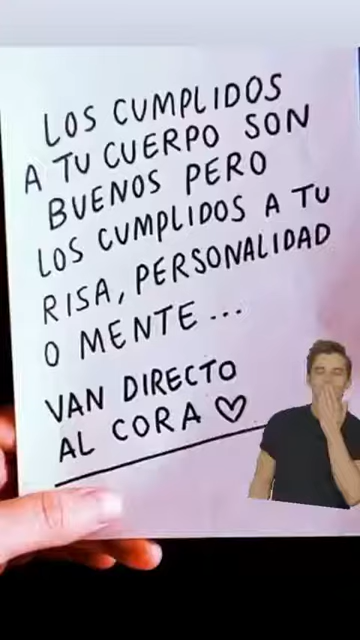 LOS CUMPLIDOS
A TU CUERPO SON
BUENOS PERO
LOS CUMPLIDOS A TU
RISA, PERSONALIDAD
O MENTE...
VAN DIRECTO
AL CORA ♡